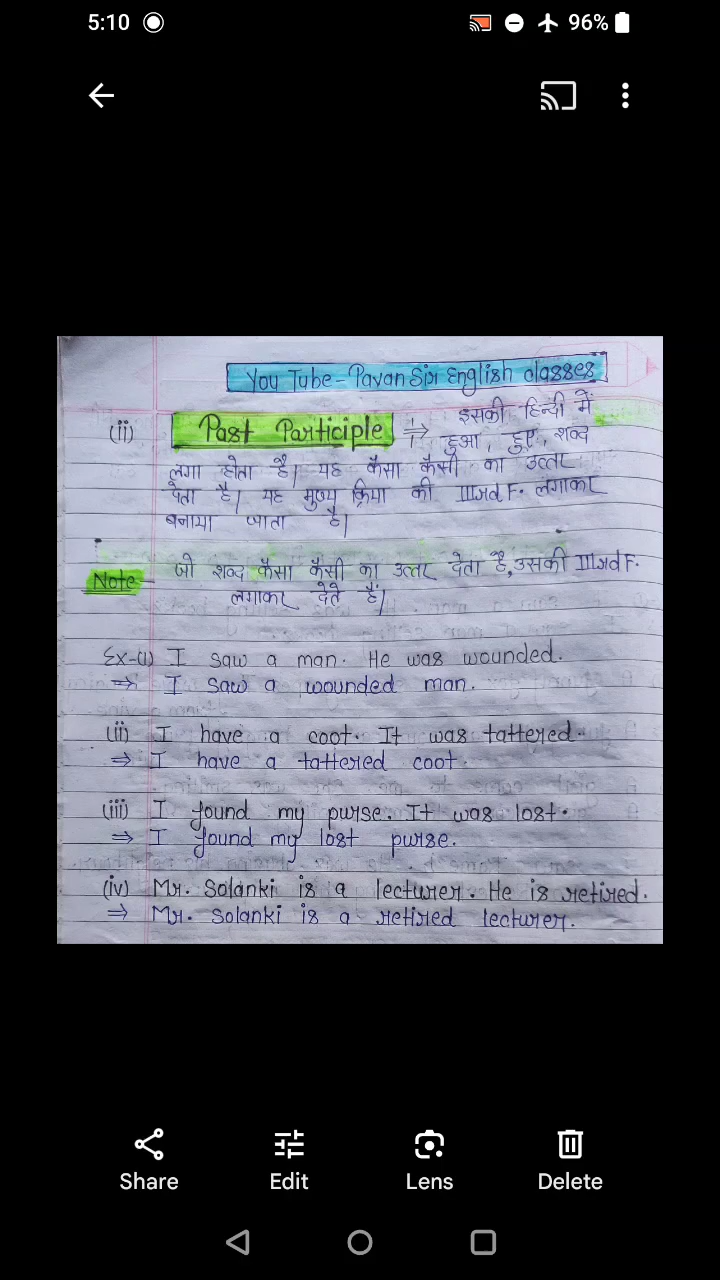 5:10
96%
You Tube-Pavan Sir English classes
(ii) Past Participle ⇒ इसकी हिन्दी में
हुआ, हुए, शब्द
लगा होता है। यह कैसा कैसी का उत्तर
देता है। यह मुख्य क्रिया की IIIrd F. लगाकर
बनाया जाता है।
Note जो शब्द कैसा कैसी का उत्तर देता है, उसकी IIIrd F.
लगाकर देते हैं।
Ex-(i) I saw a man. He was wounded.
⇒ I saw a wounded man.
(ii) I have a coot. It was tattered.
⇒ I have a tattered coot.
(iii) I found my purse. It was lost.
⇒ I found my lost purse.
(iv) Mr. Solanki is a lecturer. He is retired.
⇒ Mr. Solanki is a retired lecturer.
Share Edit Lens Delete